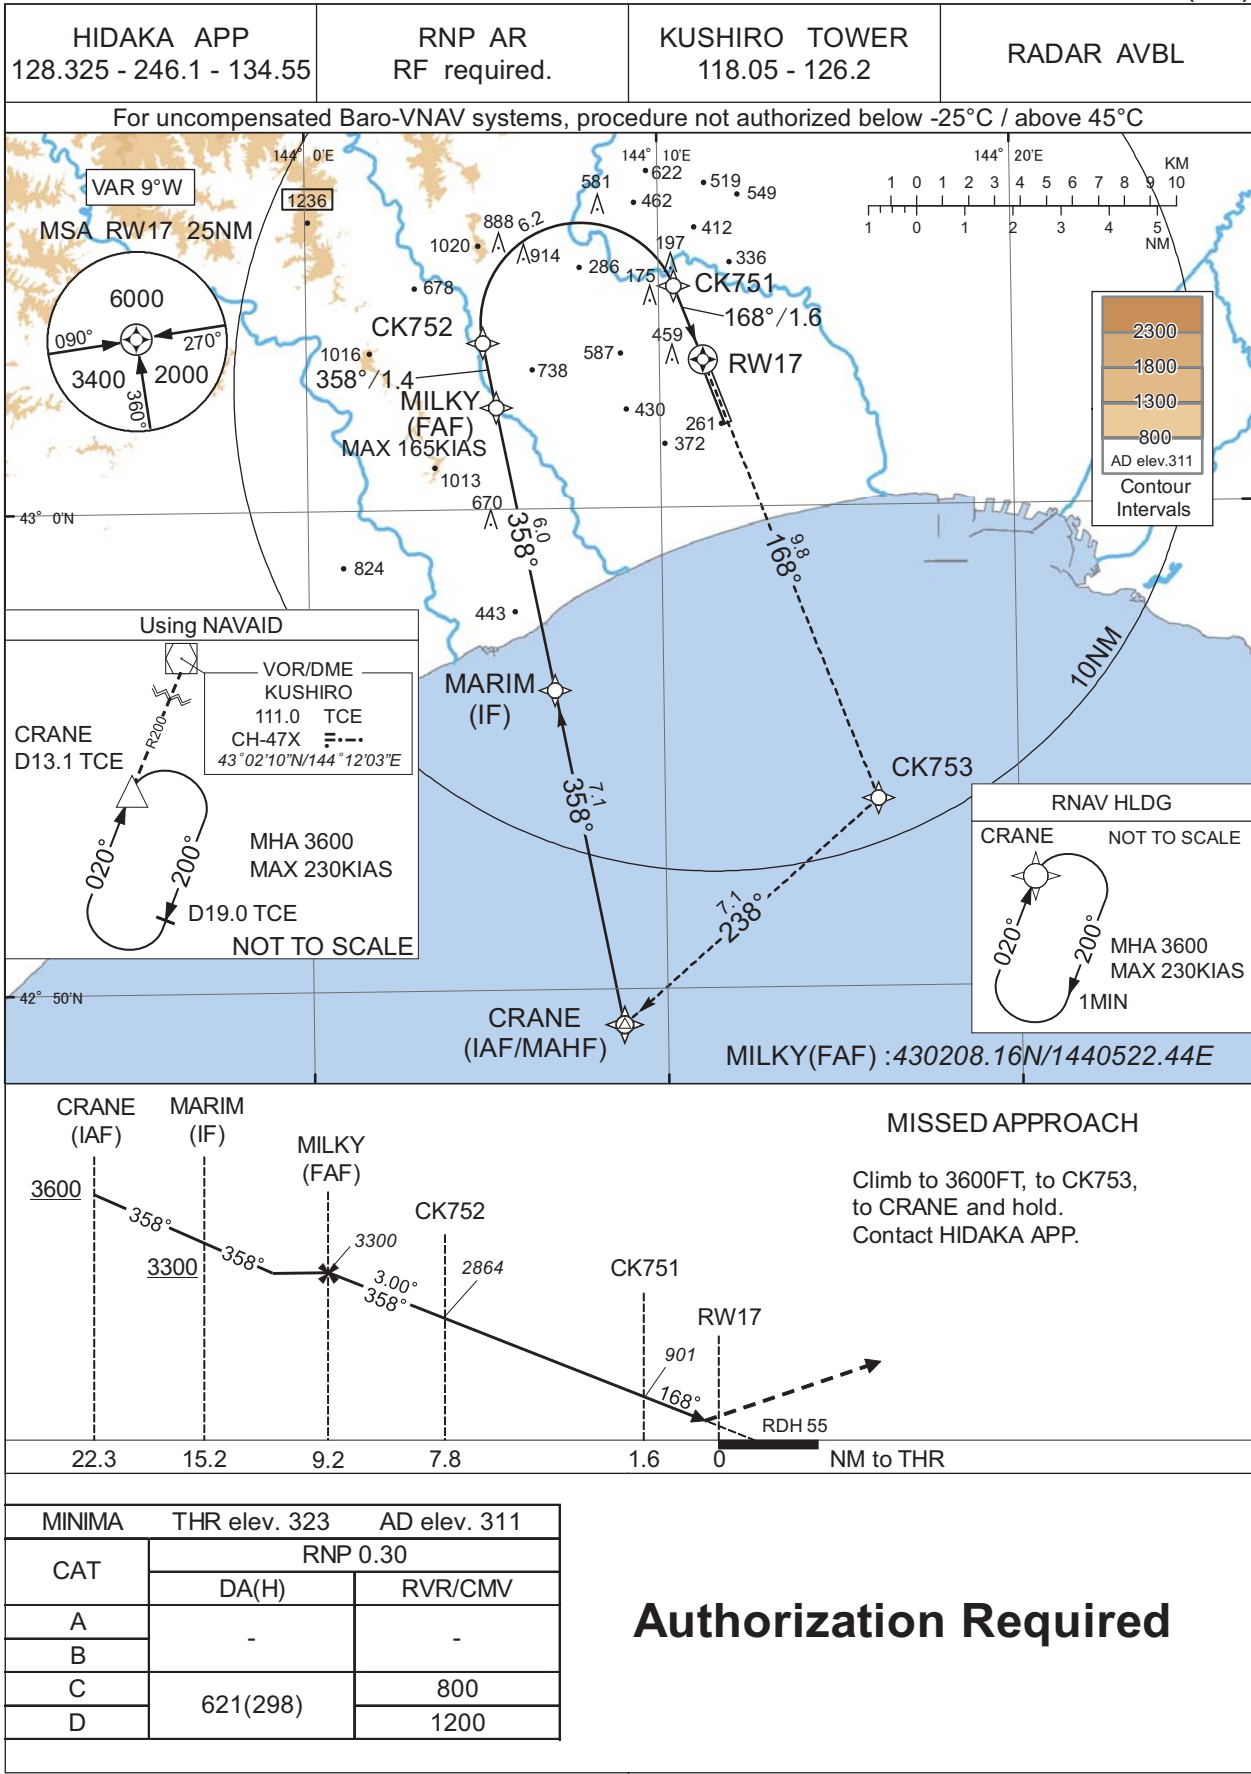 HIDAKA APP
128.325 - 246.1 - 134.55
RNP AR
RF required.
KUSHIRO TOWER
118.05 - 126.2
RADAR AVBL
For uncompensated Baro-VNAV systems, procedure not authorized below -25°C / above 45°C
144° 0'E
144° 10'E
144° 20'E
VAR 9°W
1236
MSA RW17 25NM
6000
090°
270°
3400
2000
360°
KM
1 0 1 2 3 4 5 6 7 8 9 10
1 0 1 2 3 4 5
NM
581
622
519
549
462
412
888
6.2
1020
914
286
197
336
175
678
CK751
168°/1.6
CK752
459
587
RW17
1016
358°/1.4
738
MILKY
(FAF)
MAX 165KIAS
430
261
372
1013
670
2300
1800
1300
800
AD elev.311
Contour
Intervals
43° 0'N
6.0
358°
9.8
168°
824
443
10NM
Using NAVAID
VOR/DME
KUSHIRO
111.0 TCE
CH-47X
43°02'10"N/144°12'03"E
R200
CRANE
D13.1 TCE
020°
200°
MHA 3600
MAX 230KIAS
D19.0 TCE
NOT TO SCALE
MARIM
(IF)
7.1
358°
CK753
7.1
238°
RNAV HLDG
CRANE
NOT TO SCALE
020°
200°
MHA 3600
MAX 230KIAS
1MIN
42° 50'N
CRANE
(IAF/MAHF)
MILKY(FAF) :430208.16N/1440522.44E
CRANE
(IAF)
MARIM
(IF)
MILKY
(FAF)
CK752
CK751
RW17
3600
358°
3300
358°
3300
3.00°
358°
2864
901
168°
RDH 55
22.3 15.2 9.2 7.8 1.6 0 NM to THR
MISSED APPROACH
Climb to 3600FT, to CK753,
to CRANE and hold.
Contact HIDAKA APP.
MINIMA THR elev. 323 AD elev. 311
CAT
RNP 0.30
DA(H) RVR/CMV
A
B
- -
C
D
621(298)
800
1200
Authorization Required